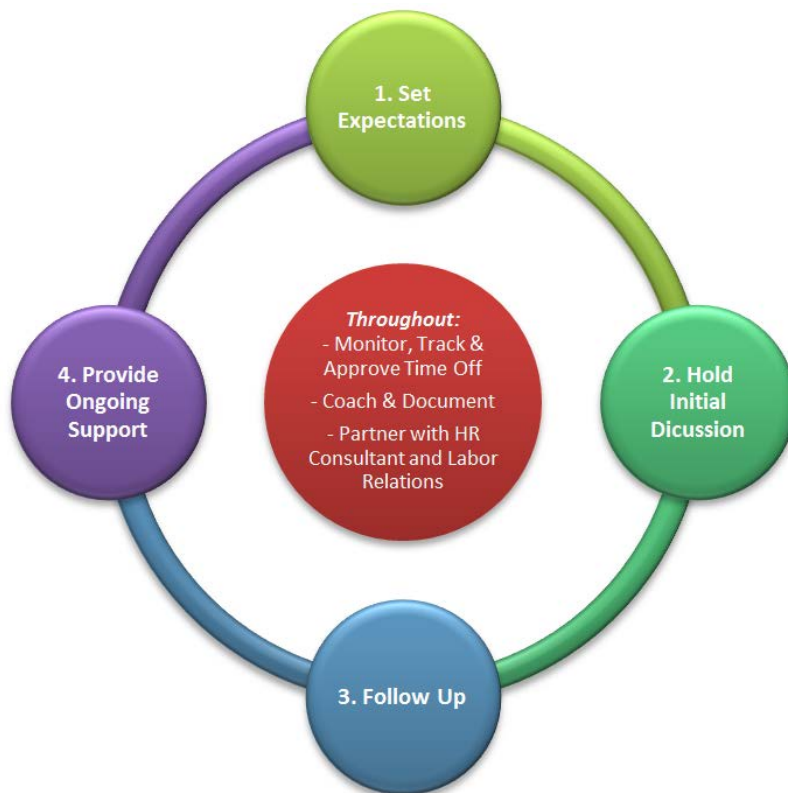 1. Set
Expectations
Throughout:
- Monitor, Track &
Approve Time Off
- Coach & Document
- Partner with HR
Consultant and Labor
Relations
4. Provide
Ongoing
Support
2. Hold
Initial
Dicussion
3. Follow Up